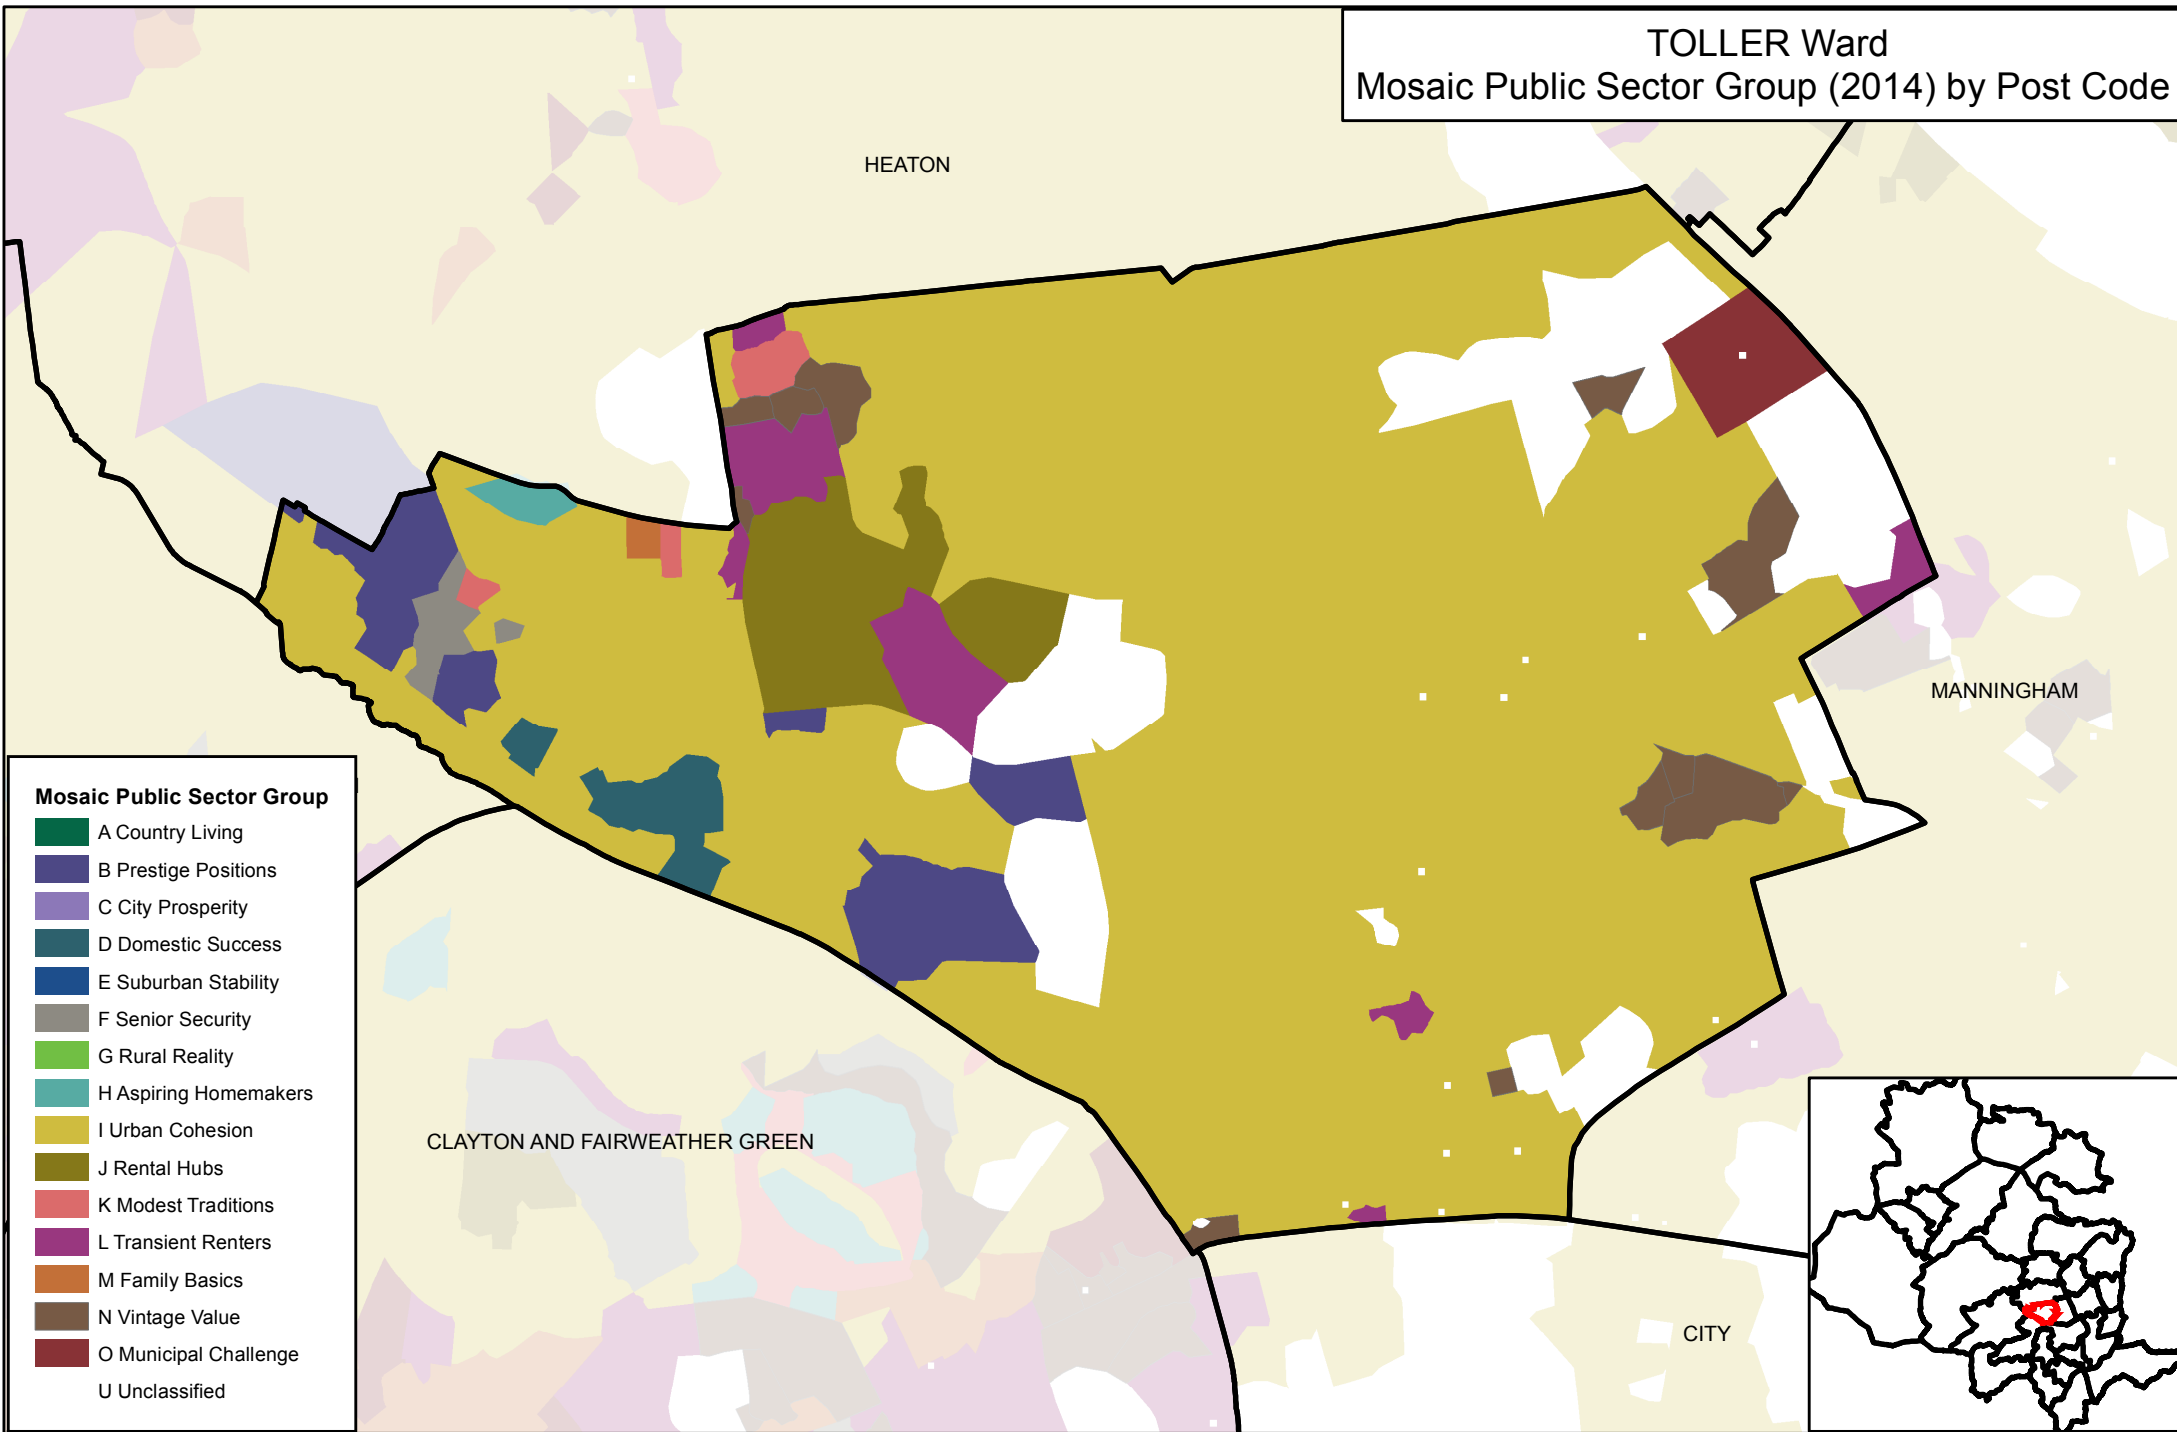 TOLLER Ward
Mosaic Public Sector Group (2014) by Post Code
HEATON
MANNINGHAM
Mosaic Public Sector Group
A Country Living
B Prestige Positions
C City Prosperity
D Domestic Success
E Suburban Stability
F Senior Security
G Rural Reality
H Aspiring Homemakers
I Urban Cohesion
J Rental Hubs
K Modest Traditions
L Transient Renters
M Family Basics
N Vintage Value
O Municipal Challenge
U Unclassified
CLAYTON AND FAIRWEATHER GREEN
CITY